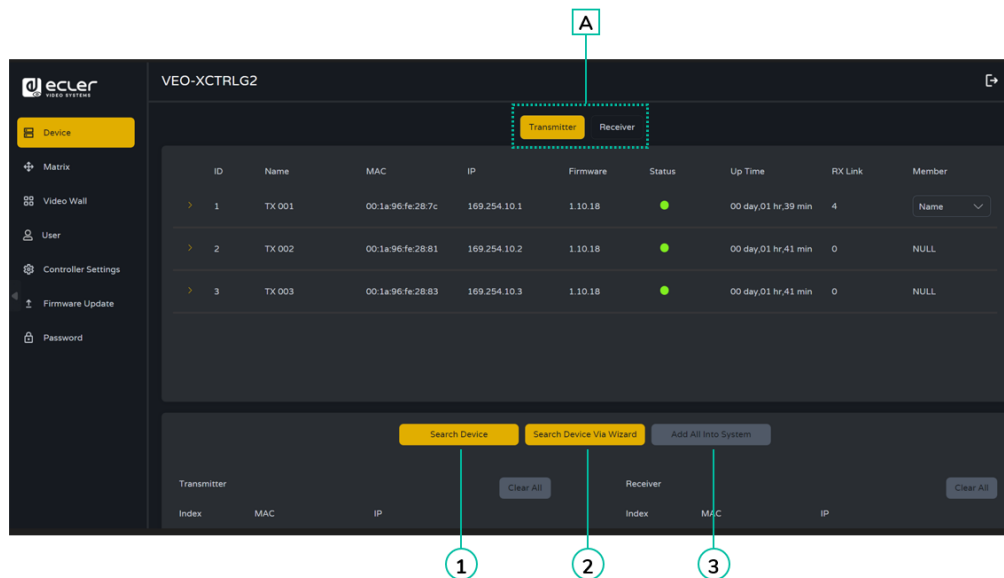 A
ecler
VIDEO SYSTEMS
VEO-XCTRLG2
Device
Matrix
Video Wall
User
Controller Settings
Firmware Update
Password
Transmitter Receiver
ID Name MAC IP Firmware Status Up Time RX Link Member
1 TX 001 00:1a:96:fe:28:7c 169.254.10.1 1.10.18 00 day,01 hr,39 min 4 Name
2 TX 002 00:1a:96:fe:28:81 169.254.10.2 1.10.18 00 day,01 hr,41 min 0 NULL
3 TX 003 00:1a:96:fe:28:83 169.254.10.3 1.10.18 00 day,01 hr,41 min 0 NULL
Search Device Search Device Via Wizard Add All Into System
Transmitter Clear All Receiver Clear All
Index MAC IP Index MAC IP
1 2 3